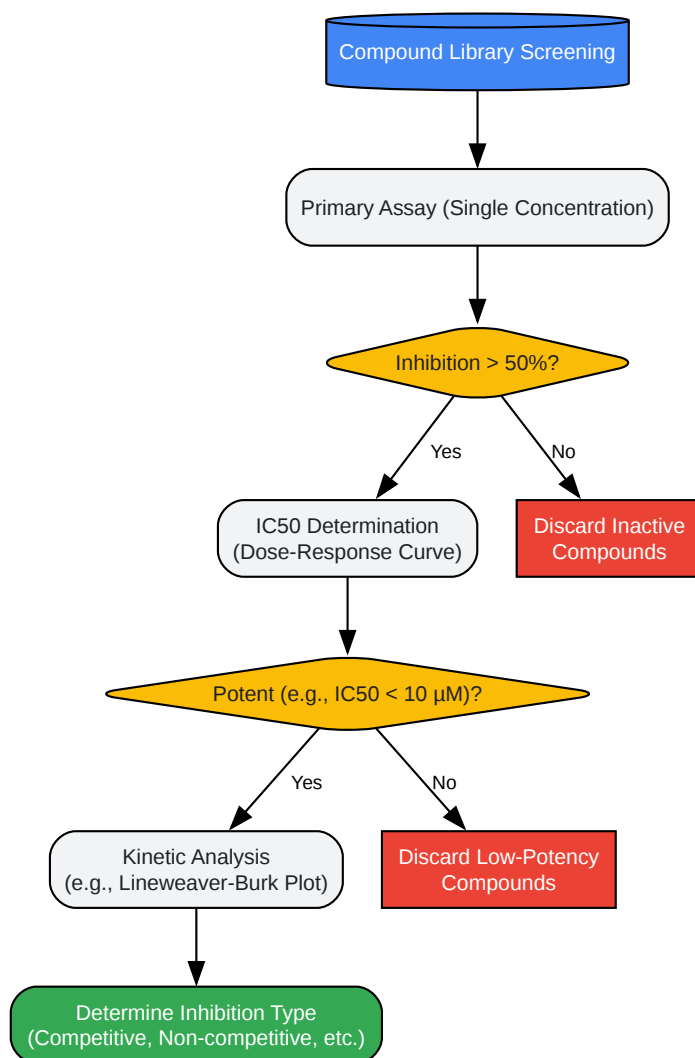 Compound Library Screening
Primary Assay (Single Concentration)
Inhibition > 50%?
Yes
No
IC50 Determination
(Dose-Response Curve)
Discard Inactive
Compounds
Potent (e.g., IC50 < 10 µM)?
Yes
No
Kinetic Analysis
(e.g., Lineweaver-Burk Plot)
Discard Low-Potency
Compounds
Determine Inhibition Type
(Competitive, Non-competitive, etc.)